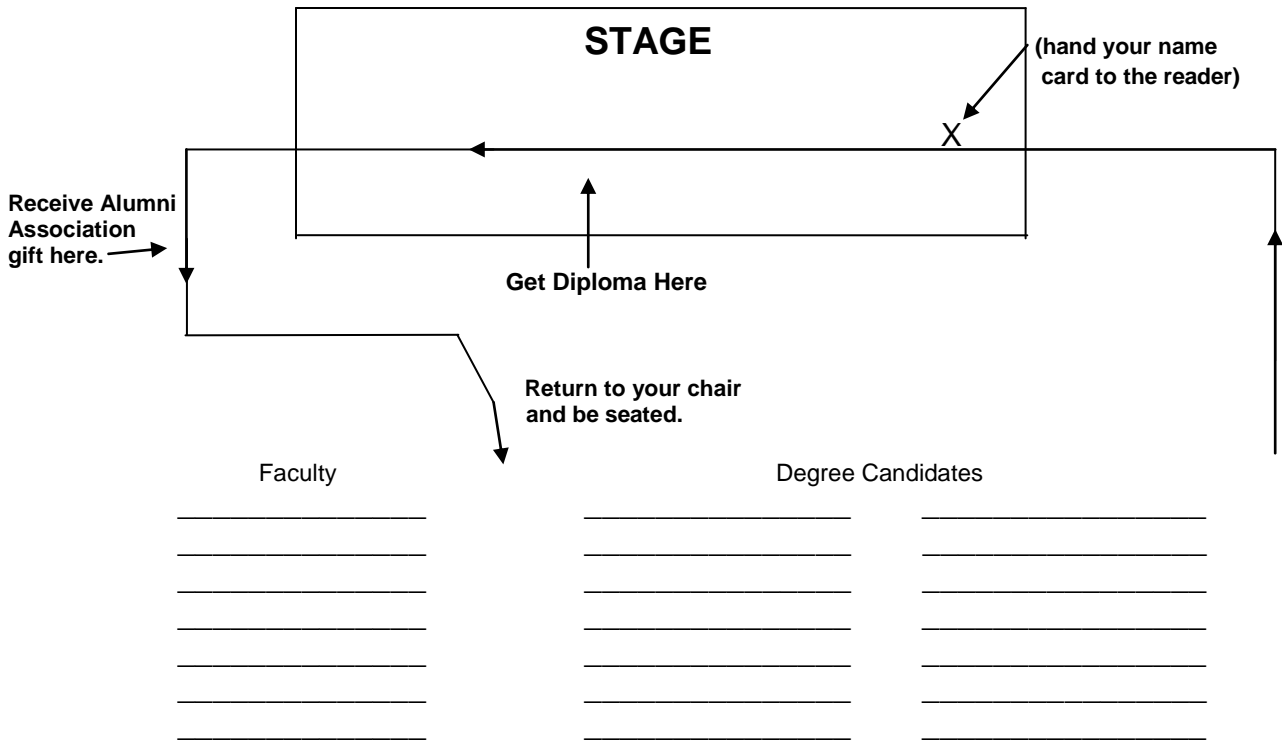 STAGE
(hand your name
card to the reader)
X
Receive Alumni
Association
gift here.
Get Diploma Here
Return to your chair
and be seated.
Faculty
Degree Candidates